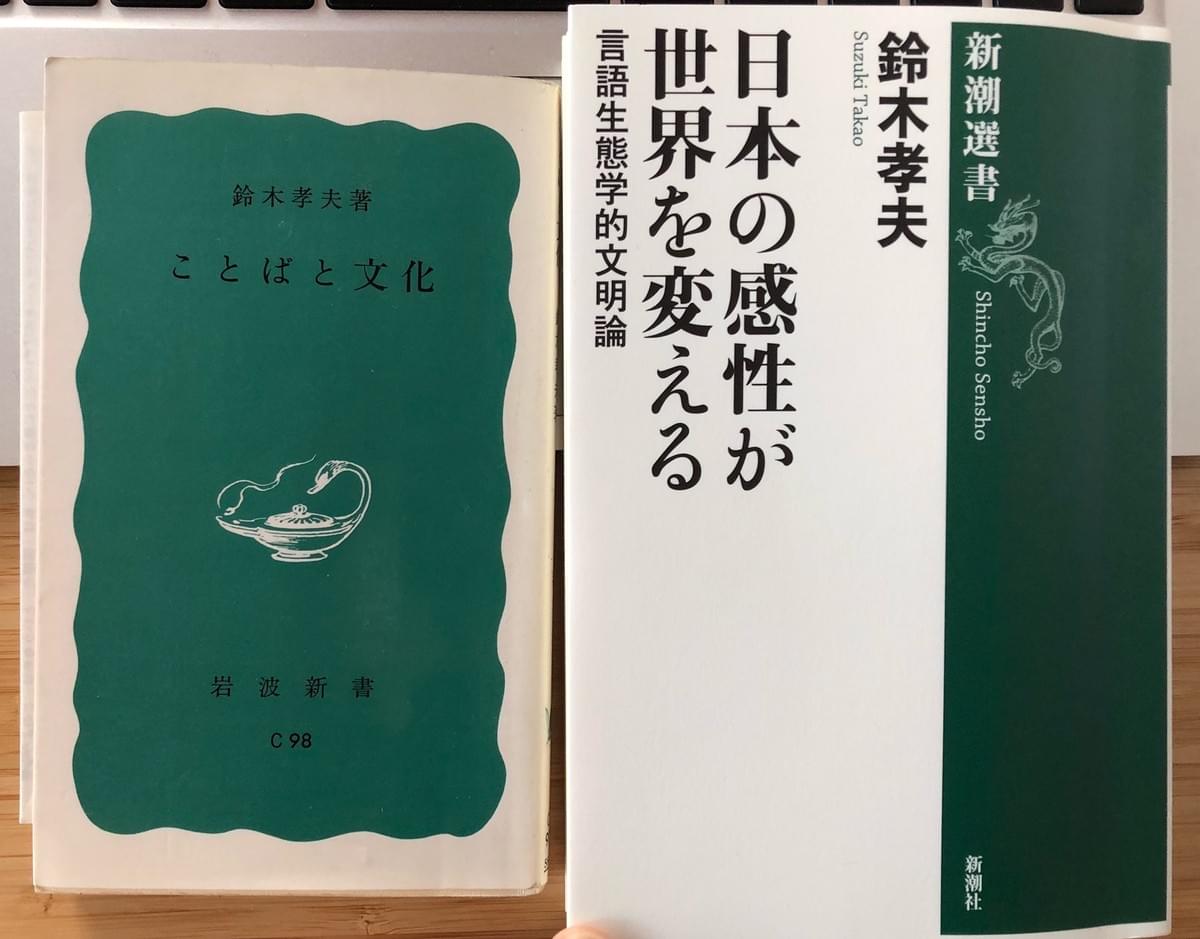 鈴木孝夫著
ことばと文化
岩波新書
C98
新潮選書
Shincho Sensho
新潮社
鈴木孝夫
Suzuki Takao
日本の感性が
世界を変える
言語生態学的文明論